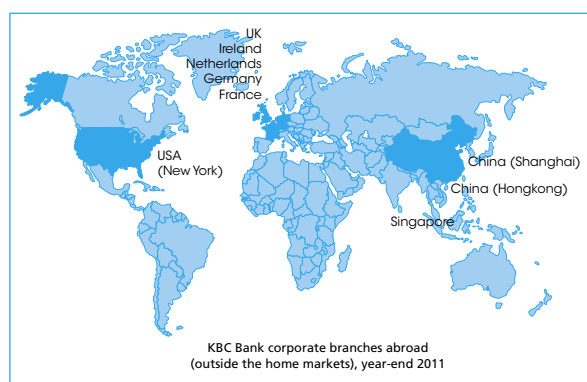 UK
Ireland
Netherlands
Germany
France
USA
(New York)
China (Shanghai)
China (Hongkong)
Singapore
KBC Bank corporate branches abroad
(outside the home markets), year-end 2011